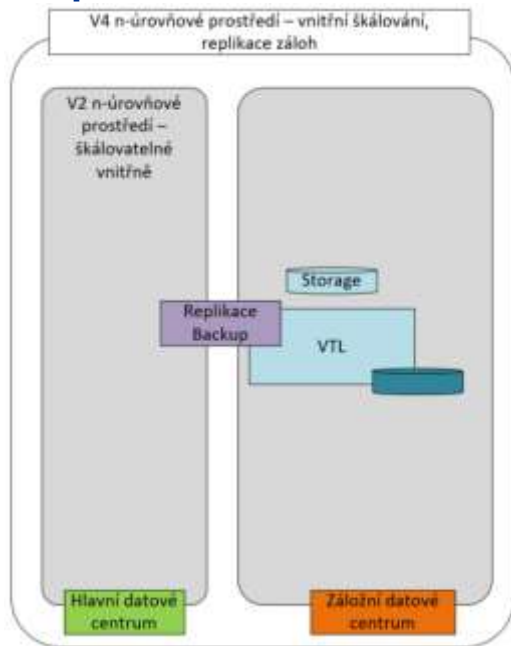 V4 n-úrovňové prostředí – vnitřní škálování,
replikace záloh
V2 n-úrovňové
prostředí –
škálovatelné
vnitřně
Storage
Replikace
Backup
VTL
Hlavní datové
centrum
Záložní datové
centrum